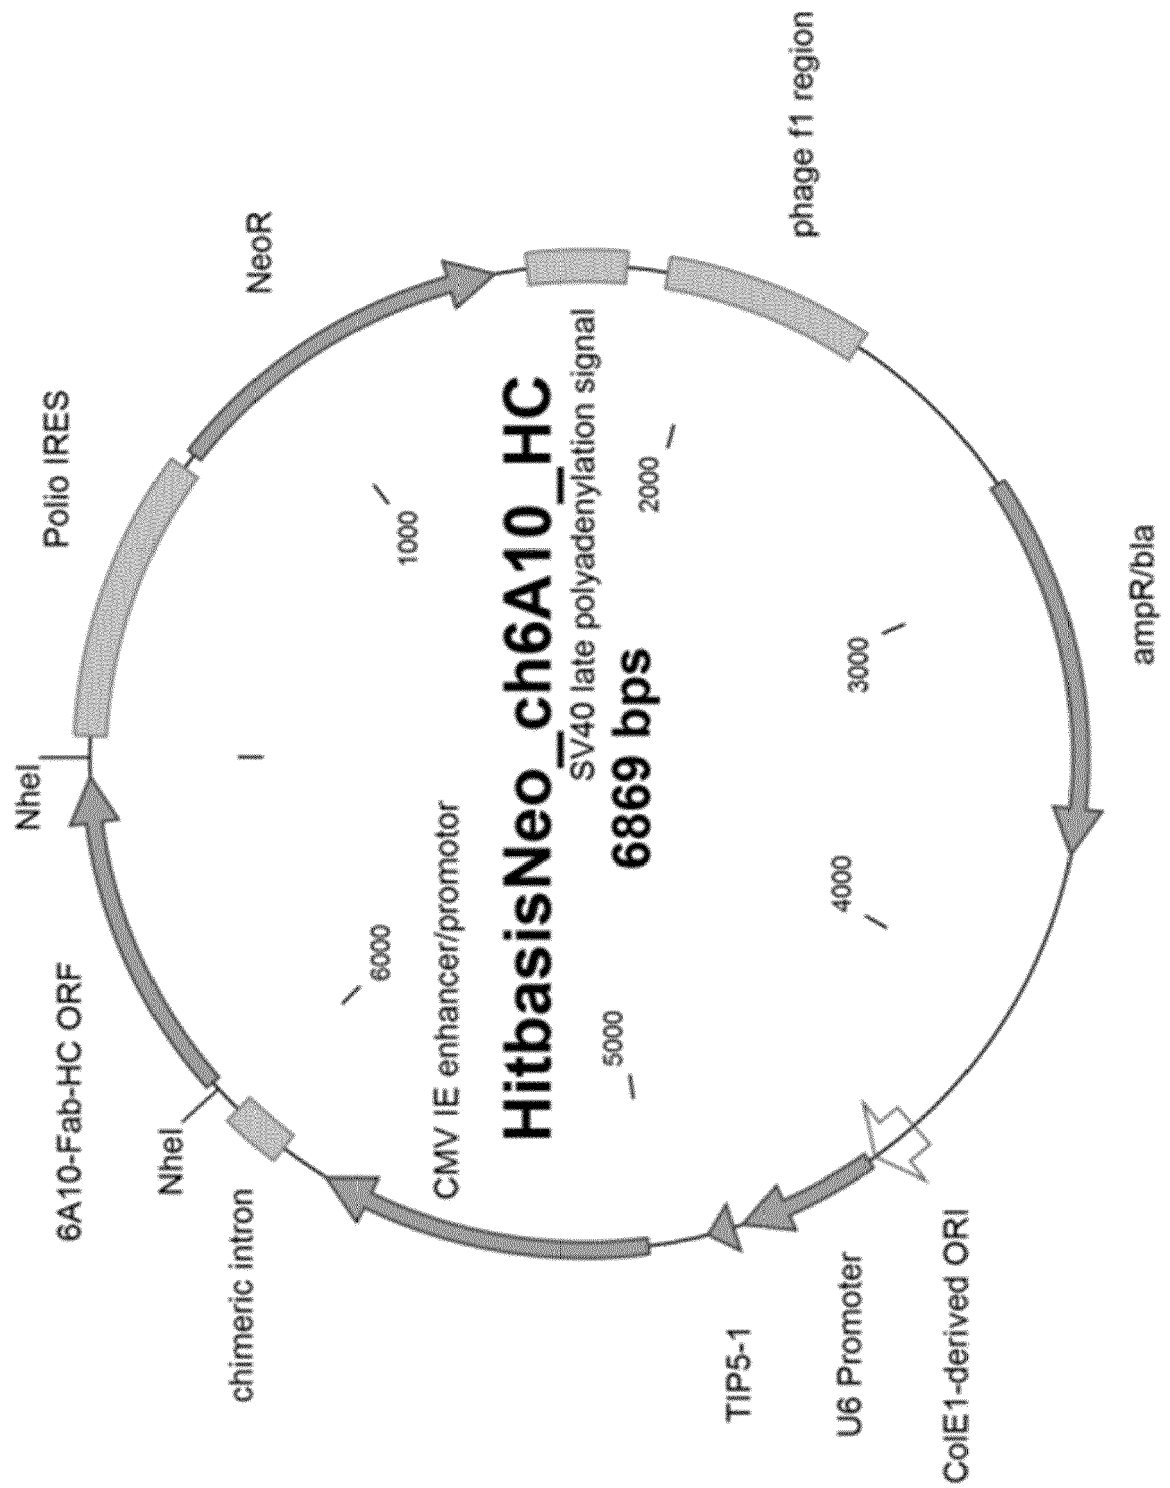 NheI
Polio IRES
NeoR
phage f1 region
6A10-Fab-HC ORF
NheI
chimeric intron
1000
2000
3000
4000
5000
6000
CMV IE enhancer/promotor
HitbasisNeo_ch6A10_HC
SV40 late polyadenylation signal
6869 bps
ampR/bla
TIP5-1
U6 Promoter
ColE1-derived ORI